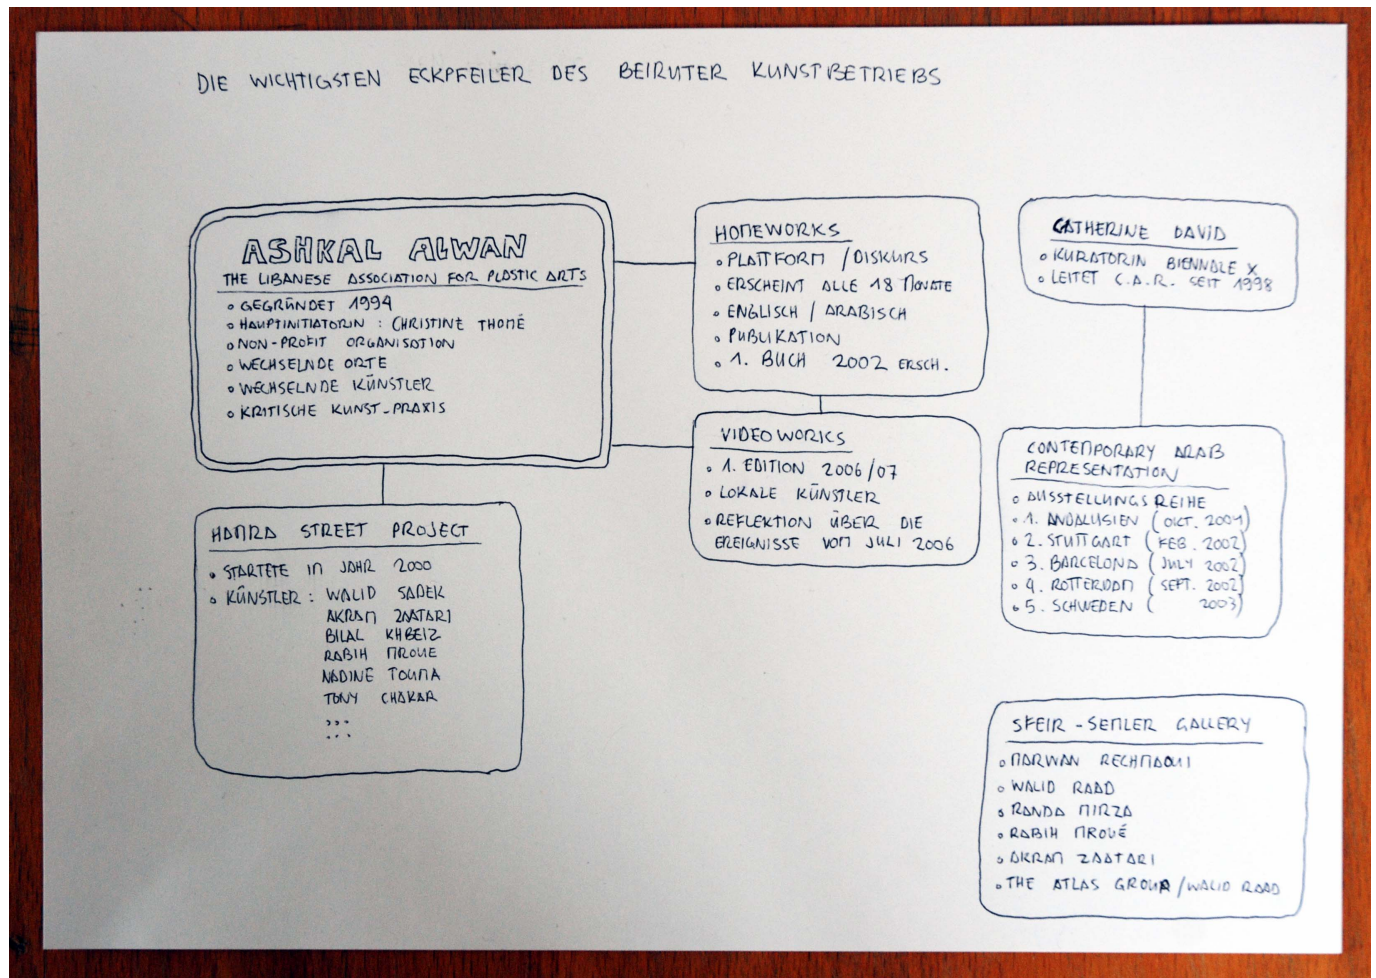 DIE WICHTIGSTEN ECKPFEILER DES BEIRUTER KUNSTBETRIEBS
ASHKAL ALWAN
THE LIBANESE ASSOCIATION FOR PLASTIC ARTS
GEGRÜNDET 1994
HAUPTINITIATORIN : CHRISTINE THOMÉ
NON-PROFIT ORGANISATION
WECHSELNDE ORTE
WECHSELNDE KÜNSTLER
KRITISCHE KUNST-PRAXIS
HOMEWORKS
PLATTFORM / DISKURS
ERSCHEINT ALLE 18 MONATE
ENGLISCH / ARABISCH
PUBLIKATION
1. BUCH 2002 ERSCH.
CATHERINE DAVID
KURATORIN BIENNALE X
LEITET C.A.R. SEIT 1998
VIDEOWORKS
1. EDITION 2006/07
LOKALE KÜNSTLER
REFLEKTION ÜBER DIE
EREIGNISSE VOM JULI 2006
CONTEMPORARY ARAB
REPRESENTATION
AUSSTELLUNGSREIHE
1. ANDALUSIEN (OKT. 2001)
2. STUTTGART (FEB. 2002)
3. BARCELONA (JULY 2002)
4. ROTTERDAM (SEPT. 2002)
5. SCHWEDEN ( 2003)
HAMRA STREET PROJECT
STARTETE IM JAHR 2000
KÜNSTLER : WALID SADEK
AKRAM ZAATARI
BILAL KHBEIZ
RABIH MROUE
NADINE TOUMA
TONY CHAKAR
...
...
SFEIR-SEMLER GALLERY
MARWAN RECHMAOUI
WALID RAAD
RANDA MIRZA
RABIH MROUÉ
AKRAM ZAATARI
THE ATLAS GROUP / WALID RAAD